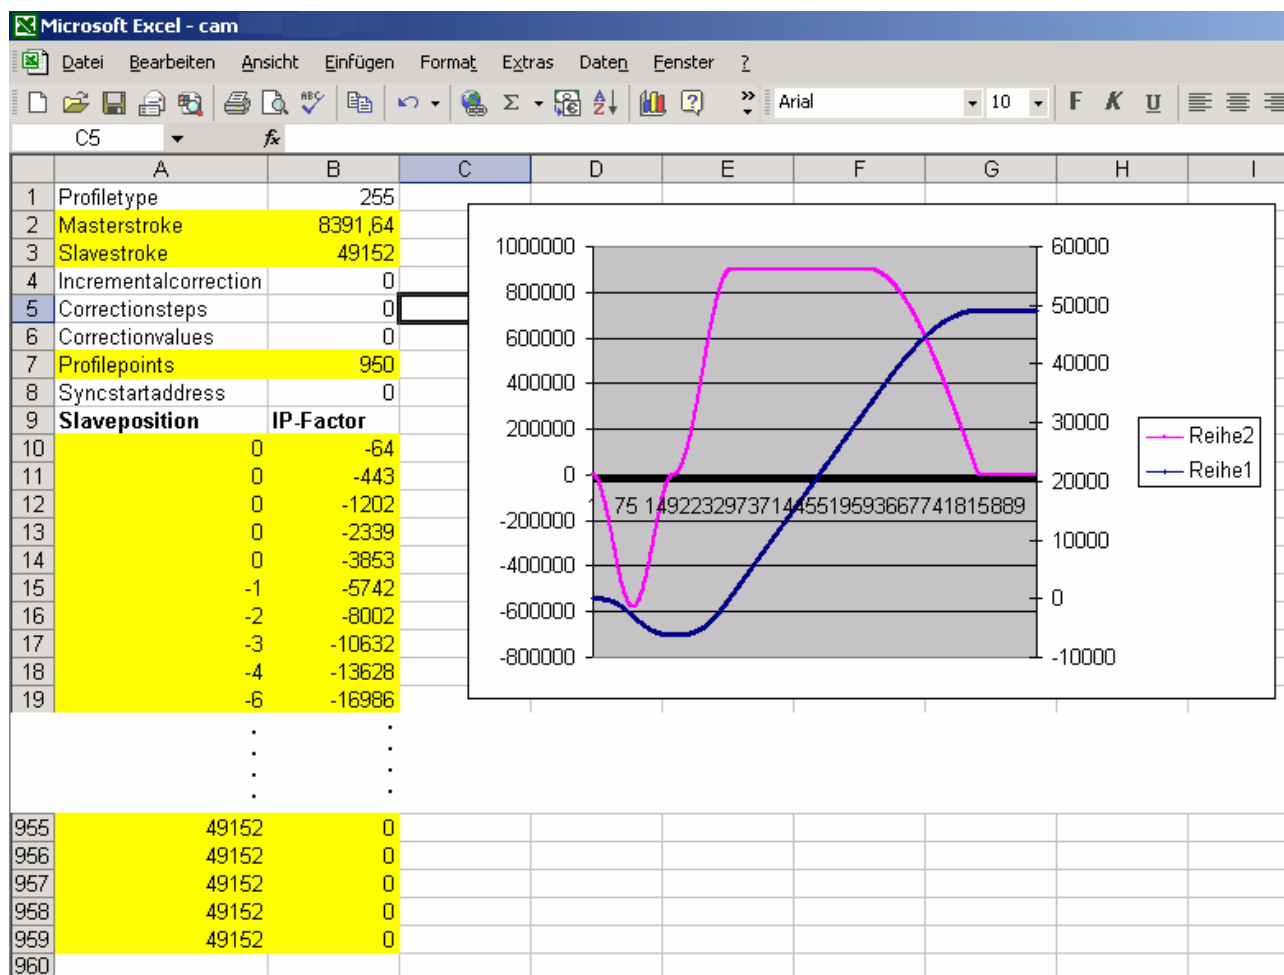 Microsoft Excel - cam
Datei Bearbeiten Ansicht Einfügen Format Extras Daten Fenster ?
Arial 10 F K U
C5 fx
A B C D E F G H I
1 Profiletype 255
2 Masterstroke 8391,64
3 Slavestroke 49152
4 Incrementalcorrection 0
5 Correctionsteps 0
6 Correctionvalues 0
7 Profilepoints 950
8 Syncstartaddress 0
9 Slaveposition IP-Factor
10 0 -64
11 0 -443
12 0 -1202
13 0 -2339
14 0 -3853
15 -1 -5742
16 -2 -8002
17 -3 -10632
18 -4 -13628
19 -6 -16986
1000000
800000
600000
400000
200000
0
-200000
-400000
-600000
-800000
75 149223297371445519593667741815889
60000
50000
40000
30000
20000
10000
0
-10000
Reihe2
Reihe1
955 49152 0
956 49152 0
957 49152 0
958 49152 0
959 49152 0
960